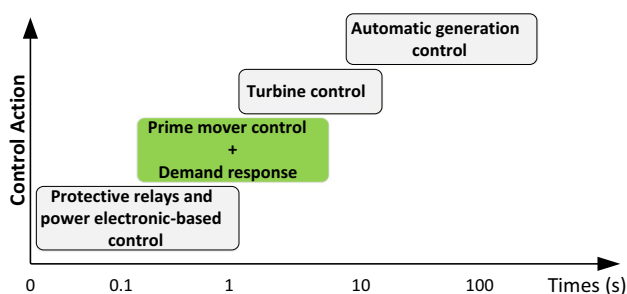 Automatic generation
control
Turbine control
Prime mover control
+
Demand response
Protective relays and
power electronic-based
control
Control Action
0 0.1 1 10 100 Times (s)